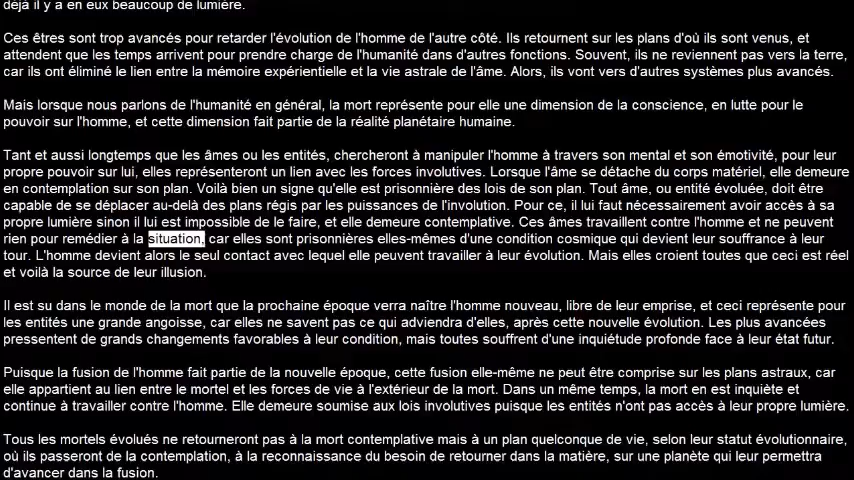 déjà il y a en eux beaucoup de lumière.
Ces êtres sont trop avancés pour retarder l'évolution de l'homme de l'autre côté. Ils retournent sur les plans d'où ils sont venus, et
attendent que les temps arrivent pour prendre charge de l'humanité dans d'autres fonctions. Souvent, ils ne reviennent pas vers la terre,
car ils ont éliminé le lien entre la mémoire expérientielle et la vie astrale de l'âme. Alors, ils vont vers d'autres systèmes plus avancés.
Mais lorsque nous parlons de l'humanité en général, la mort représente pour elle une dimension de la conscience, en lutte pour le
pouvoir sur l'homme, et cette dimension fait partie de la réalité planétaire humaine.
Tant et aussi longtemps que les âmes ou les entités, chercheront à manipuler l'homme à travers son mental et son émotivité, pour leur
propre pouvoir sur lui, elles représenteront un lien avec les forces involutives. Lorsque l'âme se détache du corps matériel, elle demeure
en contemplation sur son plan. Voilà bien un signe qu'elle est prisonnière des lois de son plan. Tout âme, ou entité évoluée, doit être
capable de se déplacer au-delà des plans régis par les puissances de l'involution. Pour ce, il lui faut nécessairement avoir accès à sa
propre lumière sinon il lui est impossible de le faire, et elle demeure contemplative. Ces âmes travaillent contre l'homme et ne peuvent
rien pour remédier à la situation, car elles sont prisonnières elles-mêmes d'une condition cosmique qui devient leur souffrance à leur
tour. L'homme devient alors le seul contact avec lequel elle peuvent travailler à leur évolution. Mais elles croient toutes que ceci est réel
et voilà la source de leur illusion.
Il est su dans le monde de la mort que la prochaine époque verra naître l'homme nouveau, libre de leur emprise, et ceci représente pour
les entités une grande angoisse, car elles ne savent pas ce qui adviendra d'elles, après cette nouvelle évolution. Les plus avancées
pressentent de grands changements favorables à leur condition, mais toutes souffrent d'une inquiétude profonde face à leur état futur.
Puisque la fusion de l'homme fait partie de la nouvelle époque, cette fusion elle-même ne peut être comprise sur les plans astraux, car
elle appartient au lien entre le mortel et les forces de vie à l'extérieur de la mort. Dans un même temps, la mort en est inquiète et
continue à travailler contre l'homme. Elle demeure soumise aux lois involutives puisque les entités n'ont pas accès à leur propre lumière.
Tous les mortels évolués ne retourneront pas à la mort contemplative mais à un plan quelconque de vie, selon leur statut évolutionnaire,
où ils passeront de la contemplation, à la reconnaissance du besoin de retourner dans la matière, sur une planète qui leur permettra
d'avancer dans la fusion.